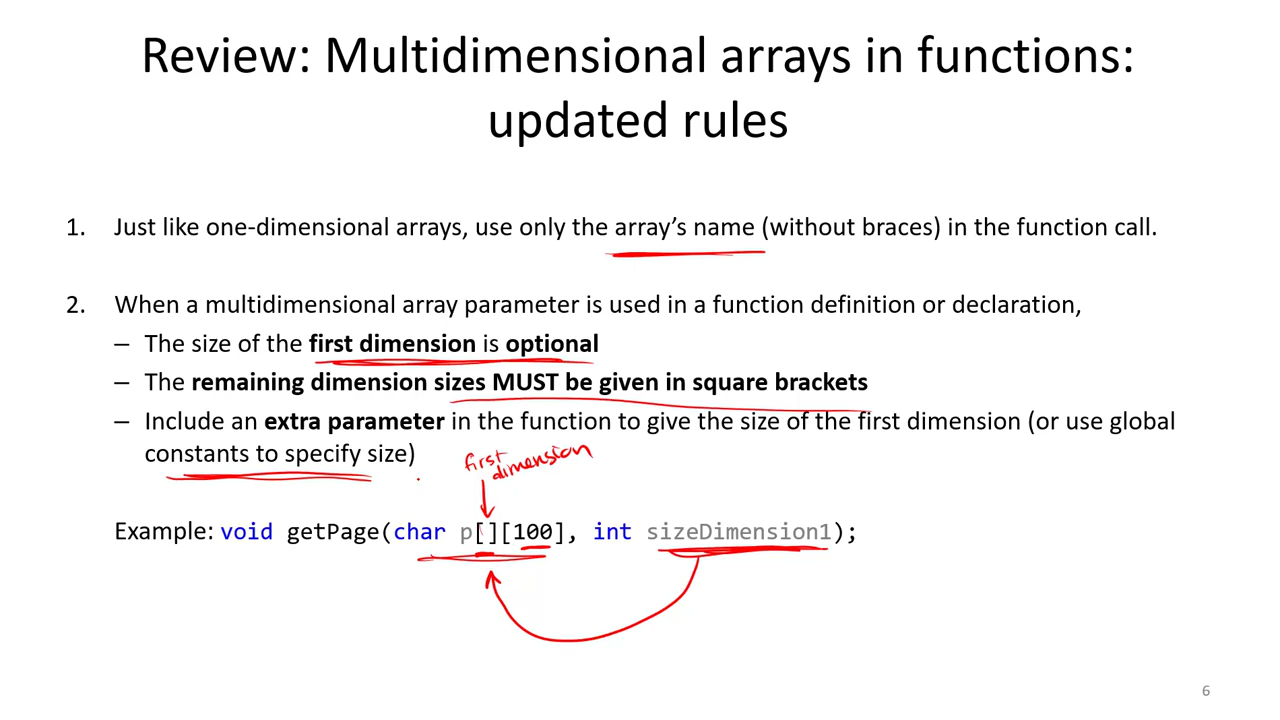 Review: Multidimensional arrays in functions:
updated rules
1. Just like one-dimensional arrays, use only the array’s name (without braces) in the function call.
2. When a multidimensional array parameter is used in a function definition or declaration,
– The size of the first dimension is optional
– The remaining dimension sizes MUST be given in square brackets
– Include an extra parameter in the function to give the size of the first dimension (or use global
constants to specify size)
first
dimension
Example: void getPage(char p[][100], int sizeDimension1);
6